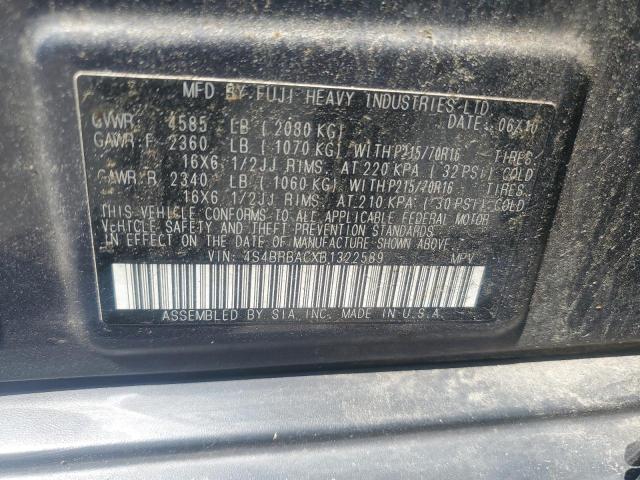 MFD BY FUJI HEAVY INDUSTRIES LTD.
GVWR: 4585 LB ( 2080 KG) DATE: 06/10
GAWR: F 2360 LB ( 1070 KG) WITH P215/70R16 TIRES,
16X6 1/2JJ RIMS, AT 220 KPA ( 32 PSI) COLD
GAWR: R 2340 LB ( 1060 KG) WITH P215/70R16 TIRES,
16X6 1/2JJ RIMS, AT 210 KPA ( 30 PSI) COLD
THIS VEHICLE CONFORMS TO ALL APPLICABLE FEDERAL MOTOR
VEHICLE SAFETY AND THEFT PREVENTION STANDARDS
IN EFFECT ON THE DATE OF MANUFACTURE SHOWN ABOVE.
VIN: 4S4BRBACXB1322589 MPV
ASSEMBLED BY SIA, INC. MADE IN U.S.A.